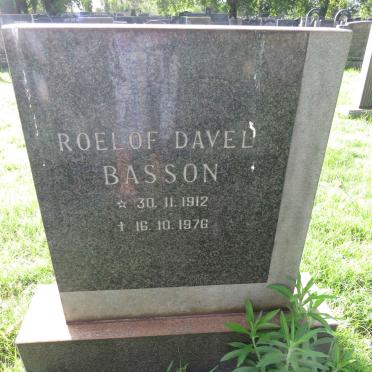 ROELOF DAVEL
BASSON
☆ 30.11.1912
† 16.10.1976